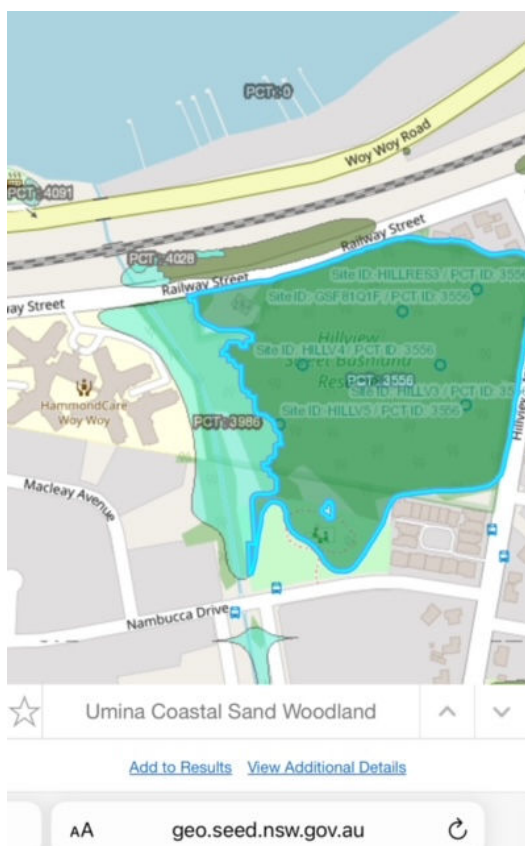 PCT : 0
Woy Woy Road
PCT : 4091
PCT : 4028
Railway Street
Railway Street
Site ID: HILLRES3 / PCT ID: 3556
Site ID: GSF81Q1F / PCT ID: 3556
Site ID: HILLV4 / PCT ID: 3556
Hillview
Street Bushland
PCT : 3556
Site ID: HILLV3 / PCT ID:
Site ID: HILLV5 / PCT ID: 3556
HammondCare
Woy Woy
PCT : 3986
Macleay Avenue
Nambucca Drive
Umina Coastal Sand Woodland
Add to Results View Additional Details
AA geo.seed.nsw.gov.au